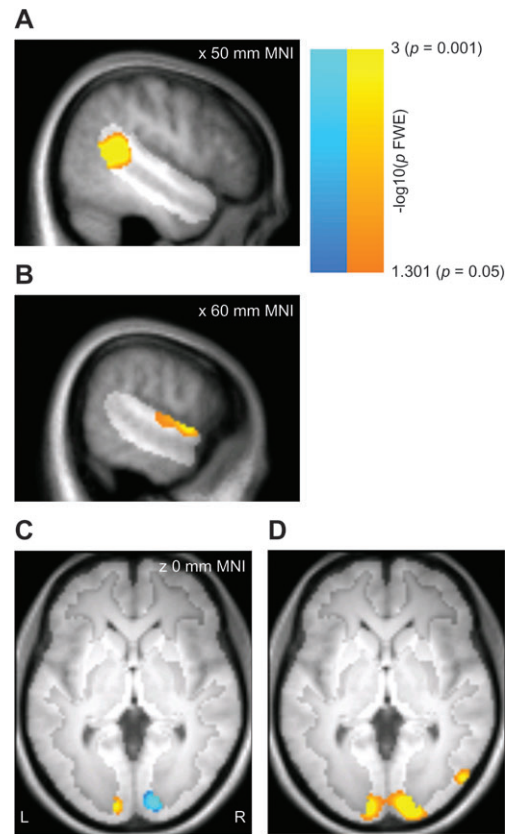 A
x 50 mm MNI
3 (p = 0.001)
-log10(p FWE)
1.301 (p = 0.05)
B
x 60 mm MNI
C
D
z 0 mm MNI
L
R